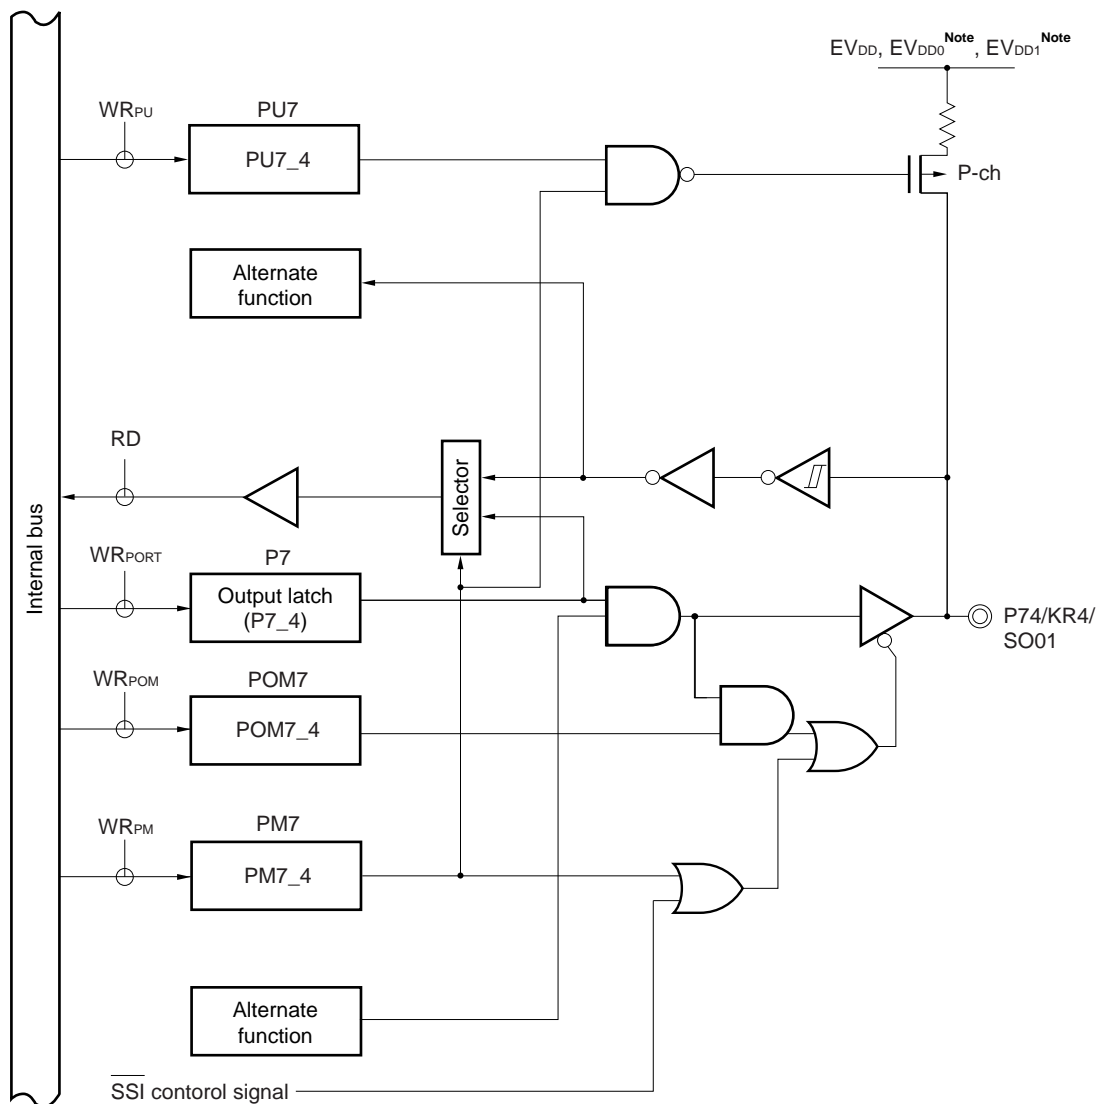 EVDD, EVDD0Note, EVDD1Note
WRPU
PU7
PU7_4
P-ch
Alternate
function
RD
Selector
Internal bus
WRPORT
P7
Output latch
(P7_4)
P74/KR4/
SO01
WRPOM
POM7
POM7_4
WRPM
PM7
PM7_4
Alternate
function
SSI contorol signal